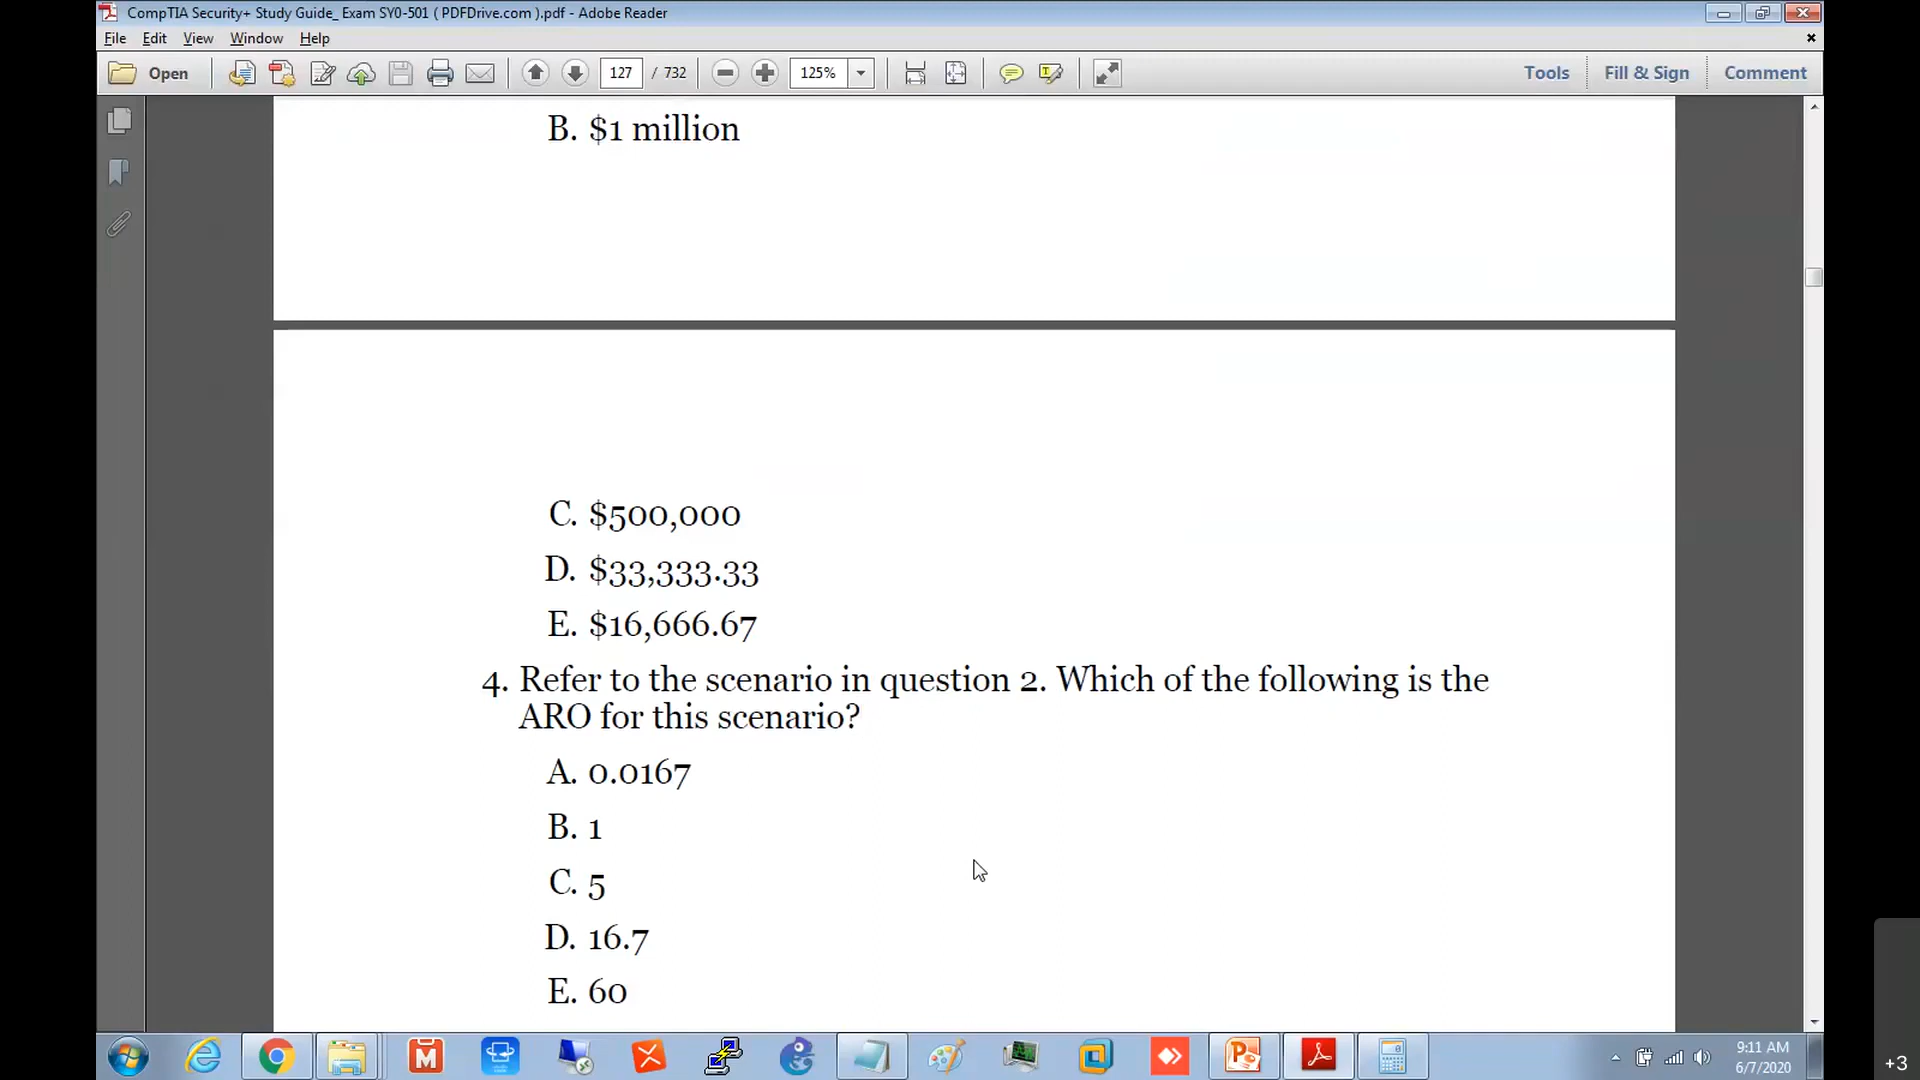 CompTIA Security+ Study Guide_ Exam SY0-501 ( PDFDrive.com ).pdf - Adobe Reader
File Edit View Window Help
Open 127 / 732 125% Tools Fill & Sign Comment
B. $1 million
C. $500,000
D. $33,333.33
E. $16,666.67
4. Refer to the scenario in question 2. Which of the following is the
ARO for this scenario?
A. 0.0167
B. 1
C. 5
D. 16.7
E. 60
9:11 AM
6/7/2020
+3